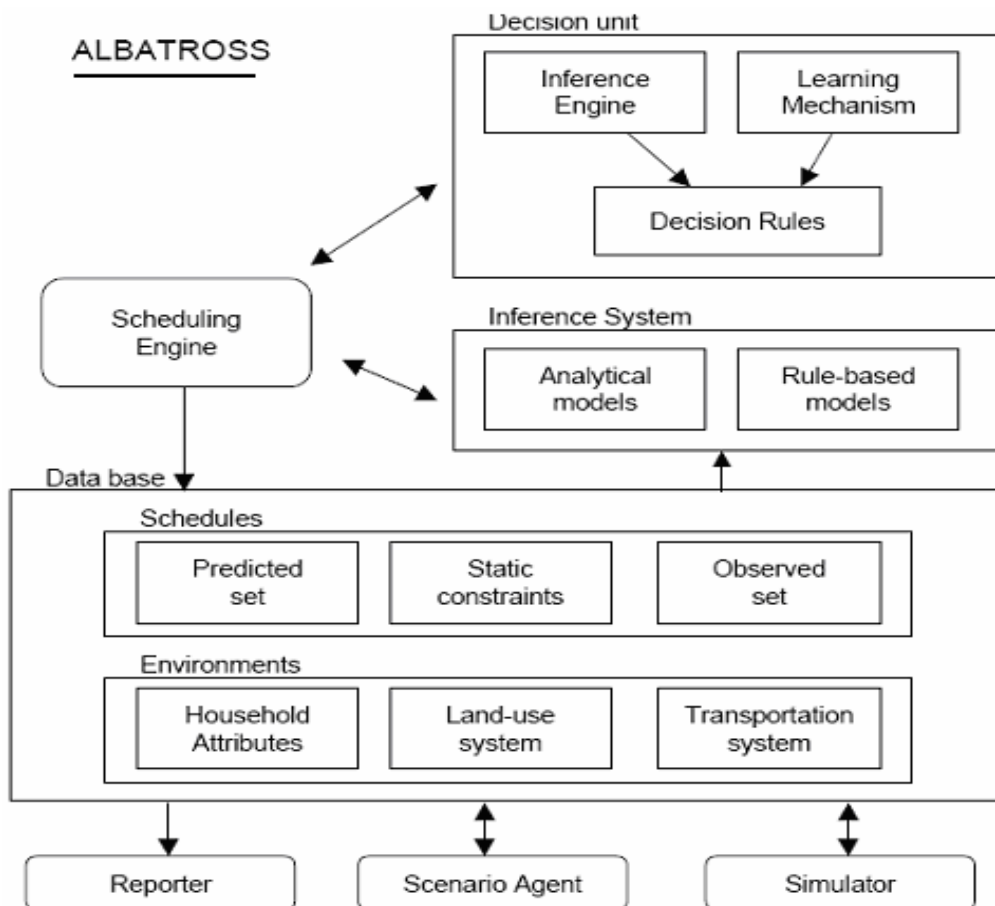 ALBATROSS
Decision unit
Inference
Engine
Learning
Mechanism
Decision Rules
Scheduling
Engine
Inference System
Analytical
models
Rule-based
models
Data base
Schedules
Predicted
set
Static
constraints
Observed
set
Environments
Household
Attributes
Land-use
system
Transportation
system
Reporter
Scenario Agent
Simulator